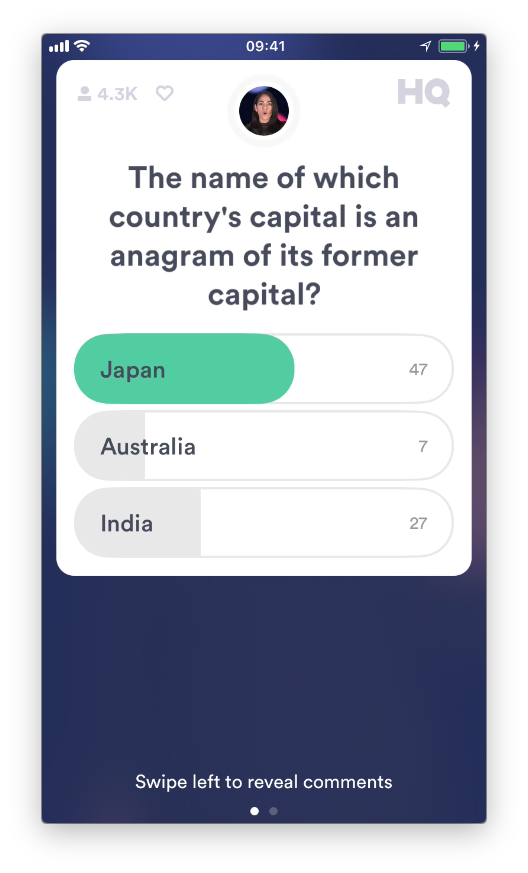 09:41
4.3K
HQ
The name of which
country's capital is an
anagram of its former
capital?
Japan 47
Australia 7
India 27
Swipe left to reveal comments